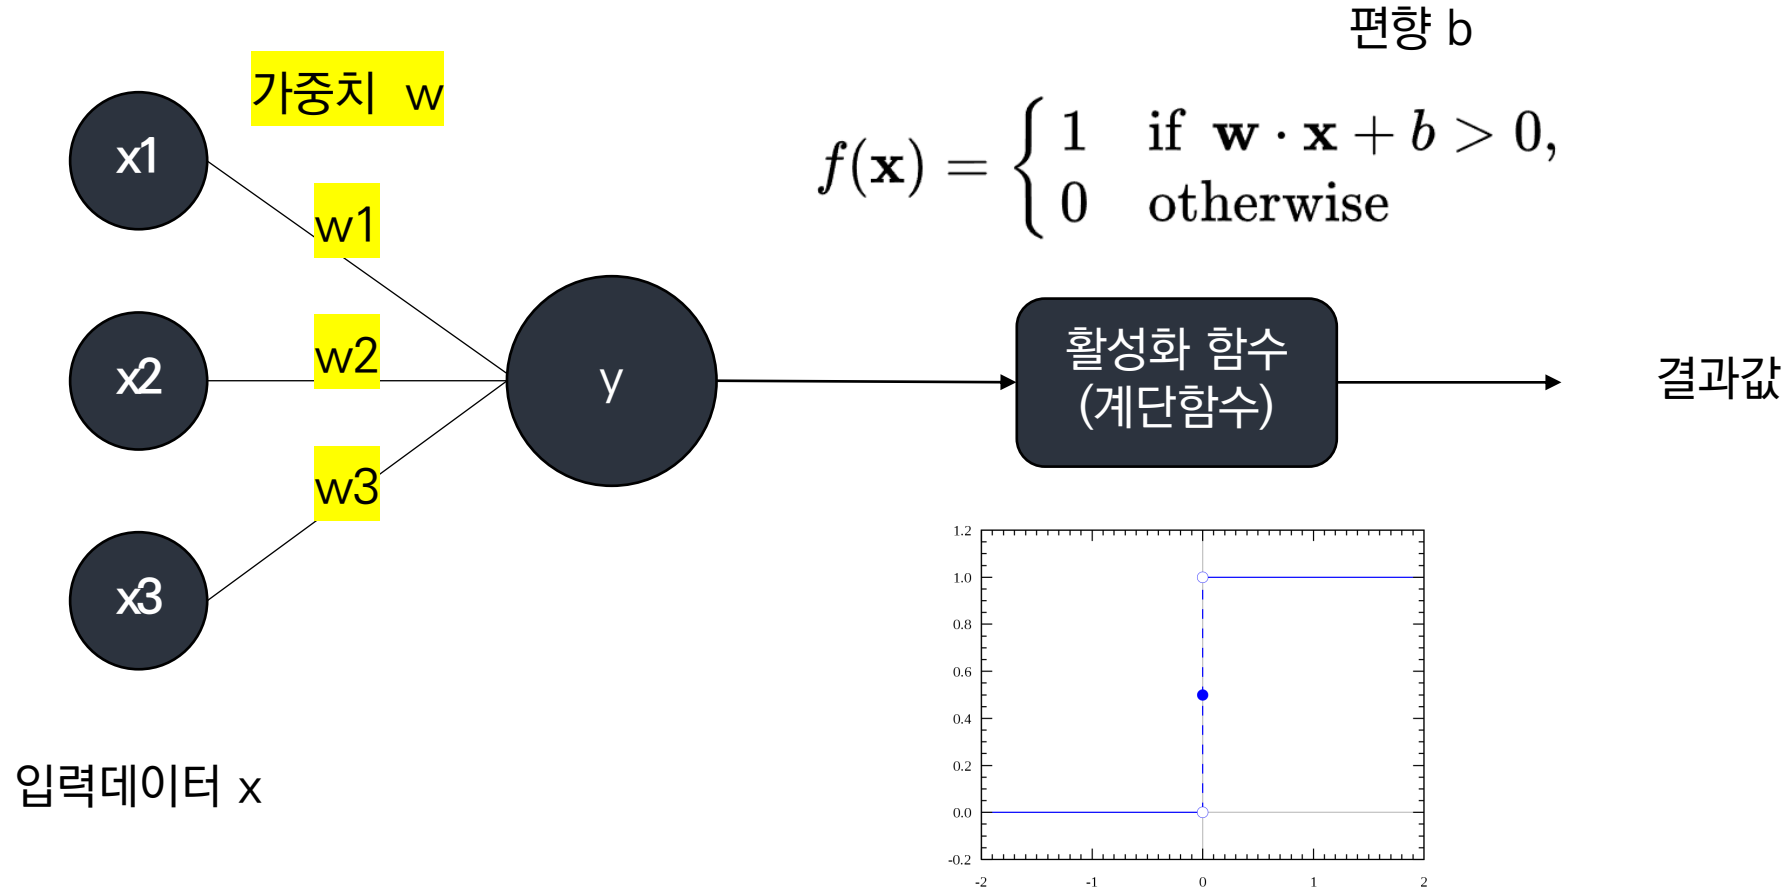 편향 b
가중치 w
f(x) = { 1 if w · x + b > 0,
0 otherwise
x1
w1
x2
w2
y
활성화 함수
(계단함수)
결과값
w3
x3
입력데이터 x
1.2
1.0
0.8
0.6
0.4
0.2
0.0
-0.2
-2 -1 0 1 2